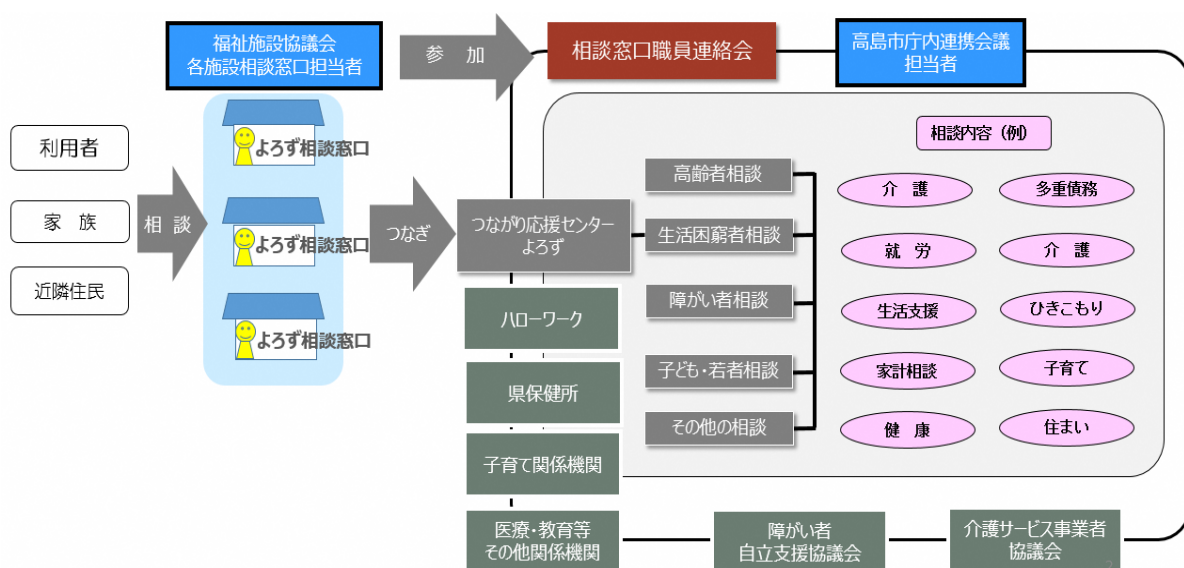 福祉施設協議会
各施設相談窓口担当者
参　加
相談窓口職員連絡会
高島市庁内連携会議
担当者
利用者
家　族
近隣住民
相　談
よろず相談窓口
よろず相談窓口
よろず相談窓口
つなぎ
つながり応援センター
よろず
ハローワーク
県保健所
子育て関係機関
医療・教育等
その他関係機関
障がい者
自立支援協議会
介護サービス事業者
協議会
高齢者相談
生活困窮者相談
障がい者相談
子ども・若者相談
その他の相談
相談内容（例）
介　護
多重債務
就　労
介　護
生活支援
ひきこもり
家計相談
子育て
健　康
住まい